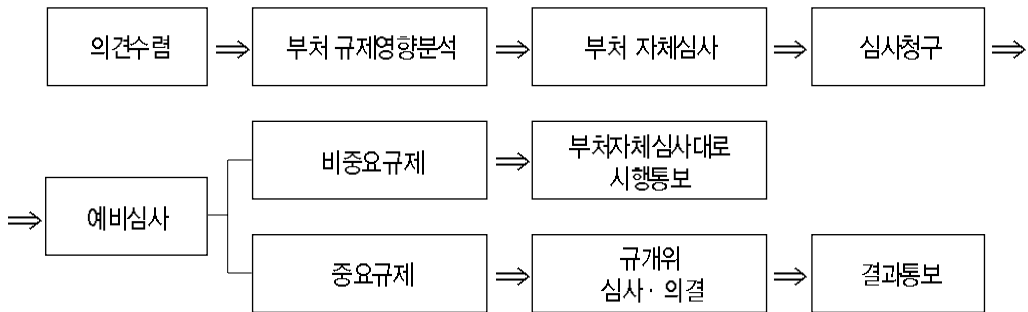 의견수렴
부처 규제영향분석
부처 자체심사
심사청구
예비심사
비중요규제
부처자체심사대로
시행통보
중요규제
규개위
심사· 의결
결과통보